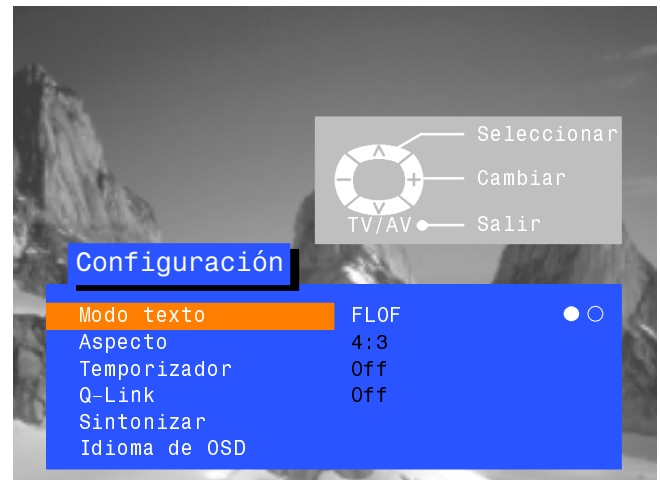 Seleccionar
Cambiar
TV/AV Salir
Configuración
Modo texto FLOF
Aspecto 4:3
Temporizador Off
Q-Link Off
Sintonizar
Idioma de OSD